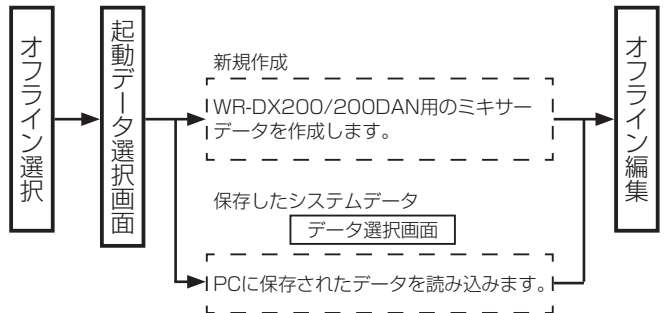 オフライン選択
起動データ選択画面
新規作成
WR-DX200/200DAN用のミキサー
データを作成します。
保存したシステムデータ
データ選択画面
PCに保存されたデータを読み込みます。
オフライン編集